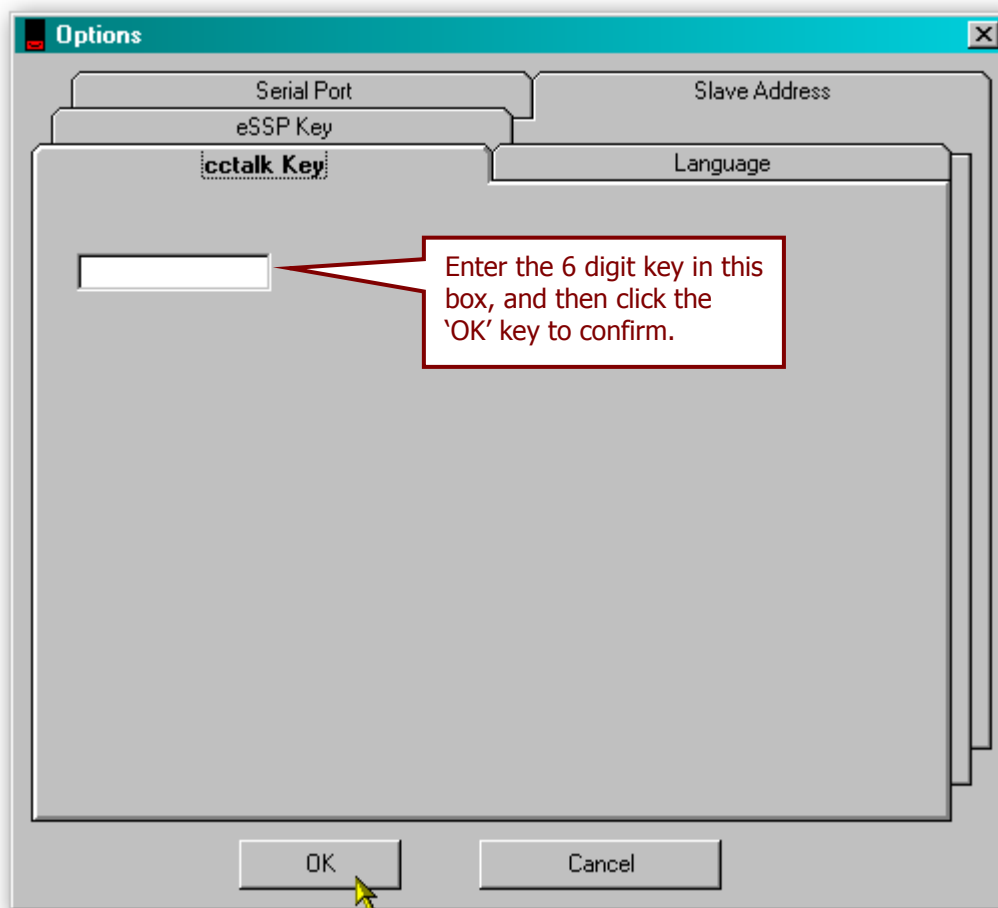 Options
Serial Port
Slave Address
eSSP Key
cctalk Key
Language
Enter the 6 digit key in this
box, and then click the
‘OK’ key to confirm.
OK
Cancel